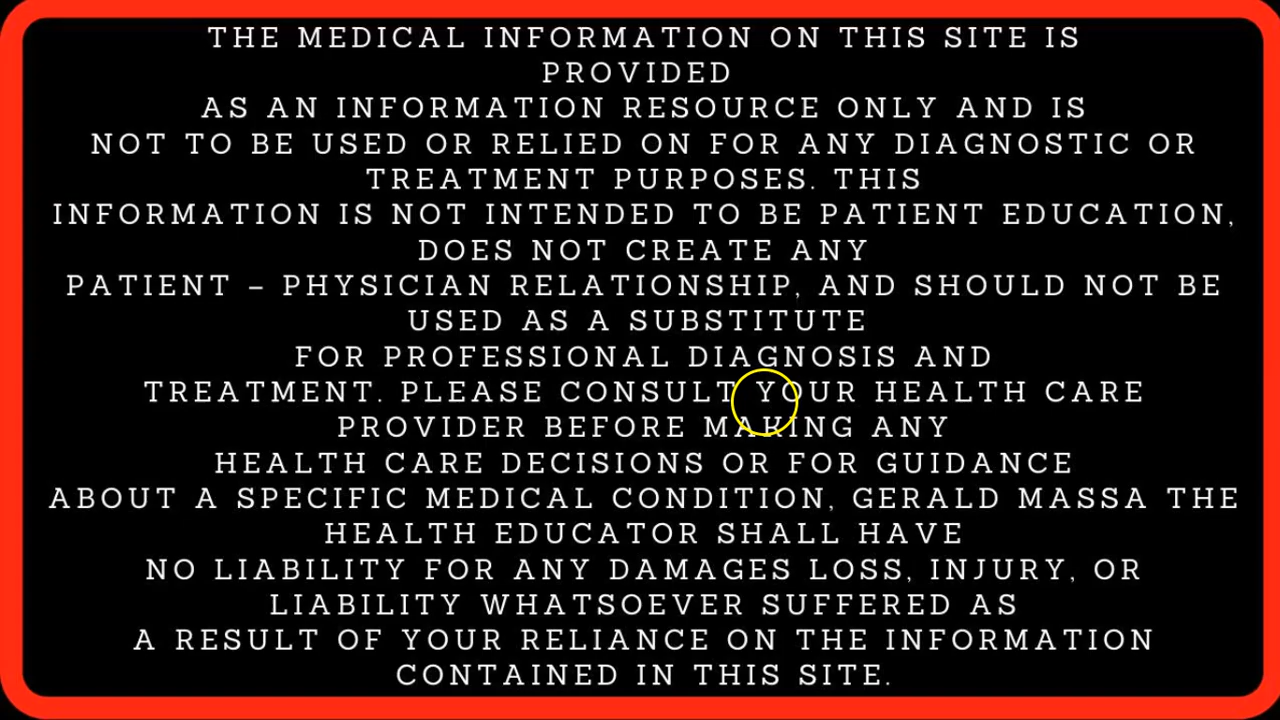 THE MEDICAL INFORMATION ON THIS SITE IS
PROVIDED
AS AN INFORMATION RESOURCE ONLY AND IS
NOT TO BE USED OR RELIED ON FOR ANY DIAGNOSTIC OR
TREATMENT PURPOSES. THIS
INFORMATION IS NOT INTENDED TO BE PATIENT EDUCATION,
DOES NOT CREATE ANY
PATIENT – PHYSICIAN RELATIONSHIP, AND SHOULD NOT BE
USED AS A SUBSTITUTE
FOR PROFESSIONAL DIAGNOSIS AND
TREATMENT. PLEASE CONSULT YOUR HEALTH CARE
PROVIDER BEFORE MAKING ANY
HEALTH CARE DECISIONS OR FOR GUIDANCE
ABOUT A SPECIFIC MEDICAL CONDITION, GERALD MASSA THE
HEALTH EDUCATOR SHALL HAVE
NO LIABILITY FOR ANY DAMAGES LOSS, INJURY, OR
LIABILITY WHATSOEVER SUFFERED AS
A RESULT OF YOUR RELIANCE ON THE INFORMATION
CONTAINED IN THIS SITE.